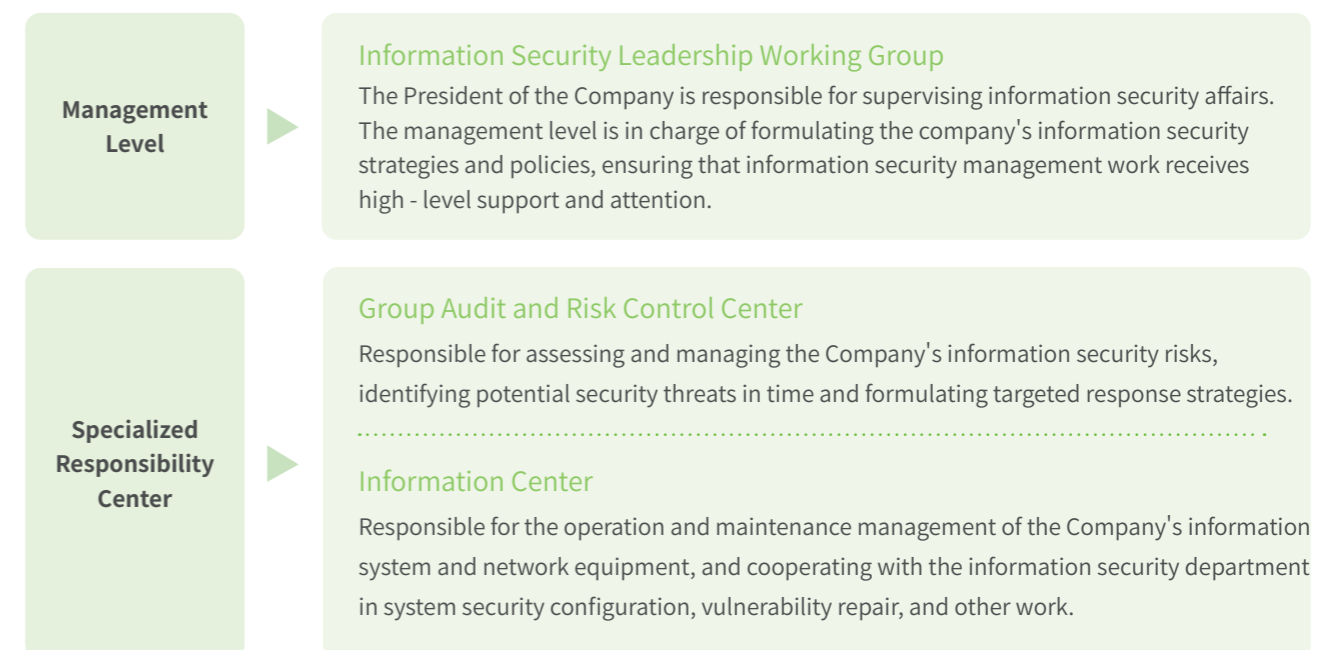 Management
Level
Information Security Leadership Working Group
The President of the Company is responsible for supervising information security affairs.
The management level is in charge of formulating the company's information security
strategies and policies, ensuring that information security management work receives
high - level support and attention.
Specialized
Responsibility
Center
Group Audit and Risk Control Center
Responsible for assessing and managing the Company's information security risks,
identifying potential security threats in time and formulating targeted response strategies.
Information Center
Responsible for the operation and maintenance management of the Company's information
system and network equipment, and cooperating with the information security department
in system security configuration, vulnerability repair, and other work.